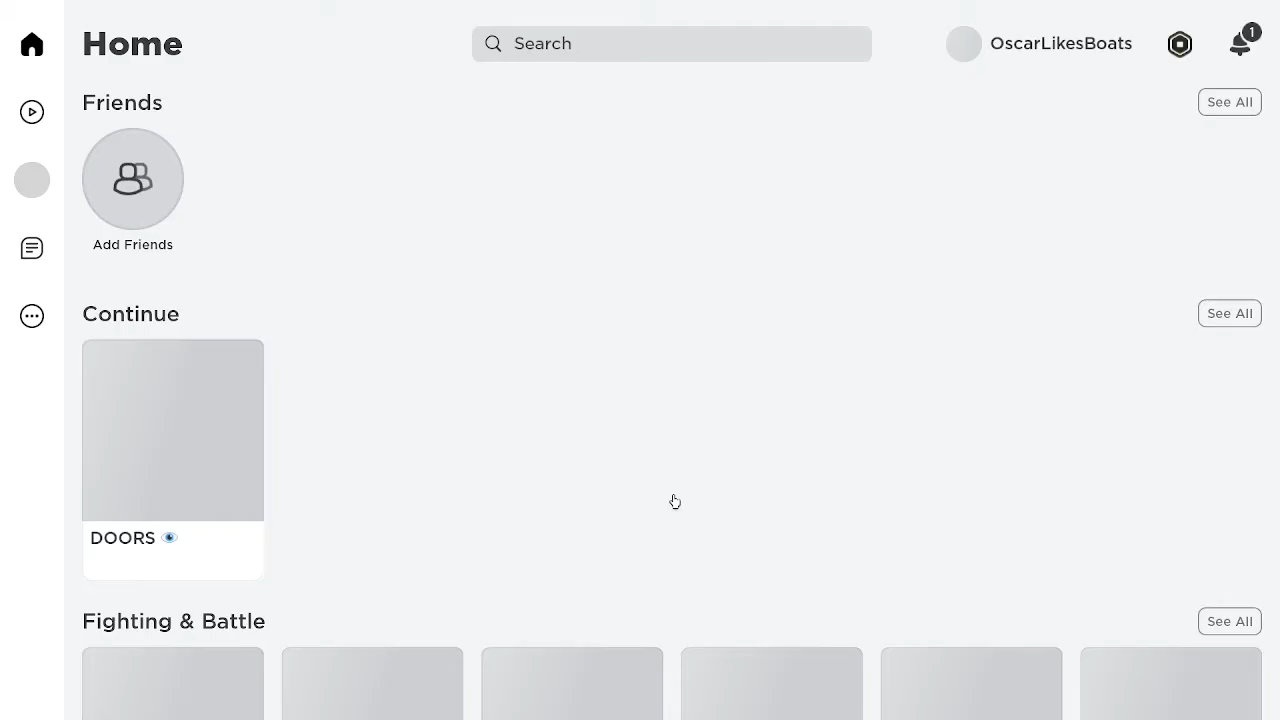 Home
Search
OscarLikesBoats
1
Friends
See All
Add Friends
Continue
See All
DOORS 👁
Fighting & Battle
See All